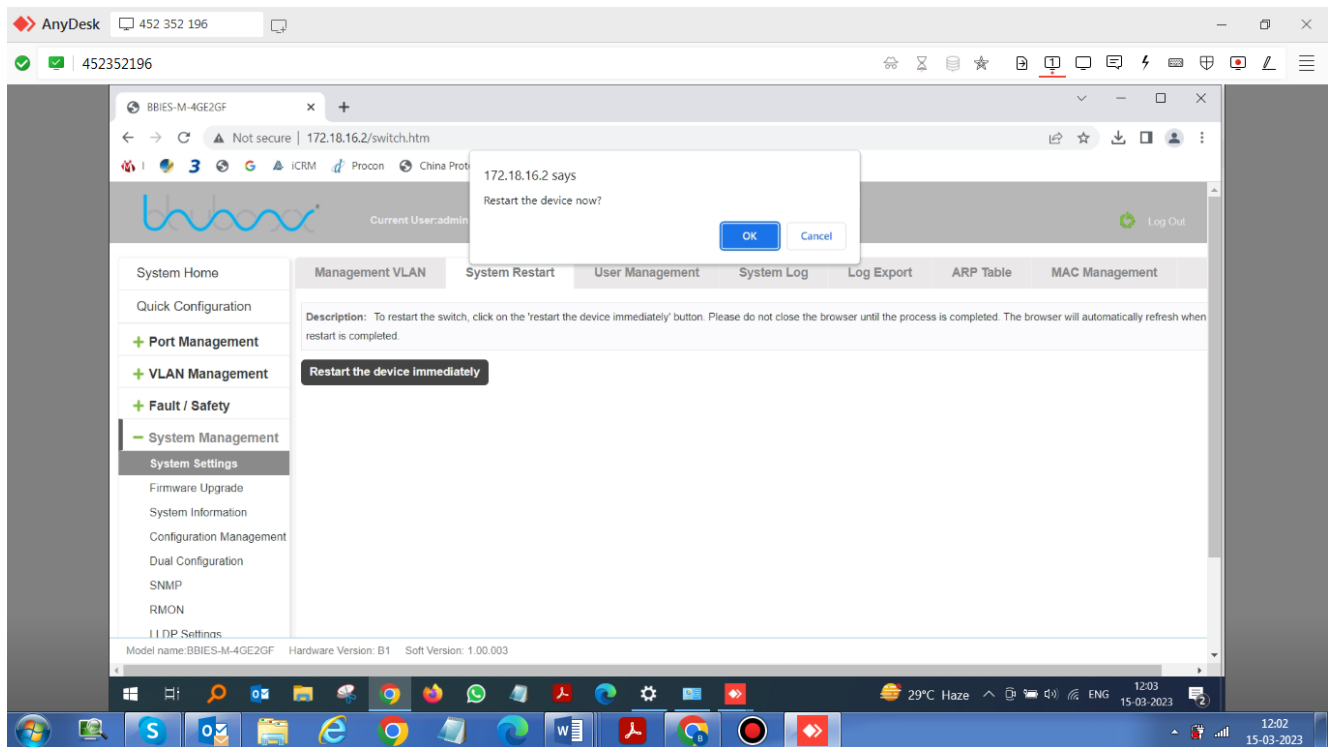 AnyDesk 452 352 196
452352196
BBIES-M-4GE2GF
Not secure | 172.18.16.2/switch.htm
iCRM Procon China Prot
172.18.16.2 says
Restart the device now?
OK Cancel
Current User:admin
Log Out
System Home
Quick Configuration
+ Port Management
+ VLAN Management
+ Fault / Safety
− System Management
System Settings
Firmware Upgrade
System Information
Configuration Management
Dual Configuration
SNMP
RMON
LLDP Settings
Management VLAN System Restart User Management System Log Log Export ARP Table MAC Management
Description: To restart the switch, click on the 'restart the device immediately' button. Please do not close the browser until the process is completed. The browser will automatically refresh when
restart is completed.
Restart the device immediately
Model name:BBIES-M-4GE2GF Hardware Version: B1 Soft Version: 1.00.003
29°C Haze ENG 12:03
15-03-2023
2
12:02
15-03-2023